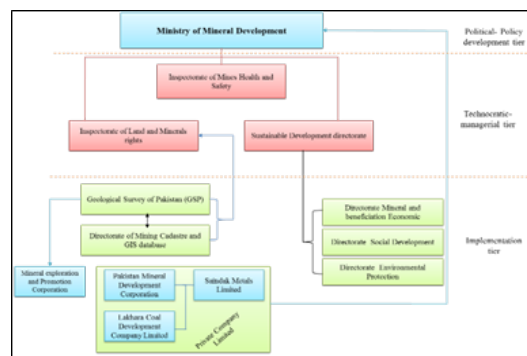 Ministry of Mineral Development
Political- Policy
development tier
Inspectorate of Mines Health and
Safety
Technocratic-
managerial tier
Inspectorate of Land and Minerals
rights
Sustainable Development directorate
Geological Survey of Pakistan (GSP)
Directorate of Mining Cadastre and
GIS database
Directorate Mineral and
beneficiation Economic
Directorate Social Development
Directorate Environmental
Protection
Implementation
tier
Mineral exploration
and Promotion
Corporation
Pakistan Mineral
Development
Corporation
Saindak Metals
Limited
Lakhara Coal
Development
Company Limited
Private Company
Limited